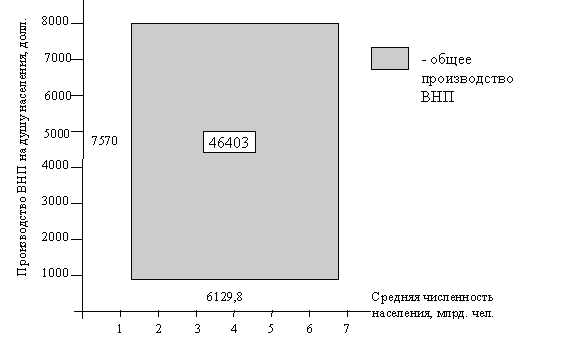 Производство ВНП на душу населения, долл.
8000
7000
6000
5000
4000
3000
2000
1000
7570
46403
- общее
производство
ВНП
6129,8
Средняя численность
населения, млрд. чел.
1 2 3 4 5 6 7